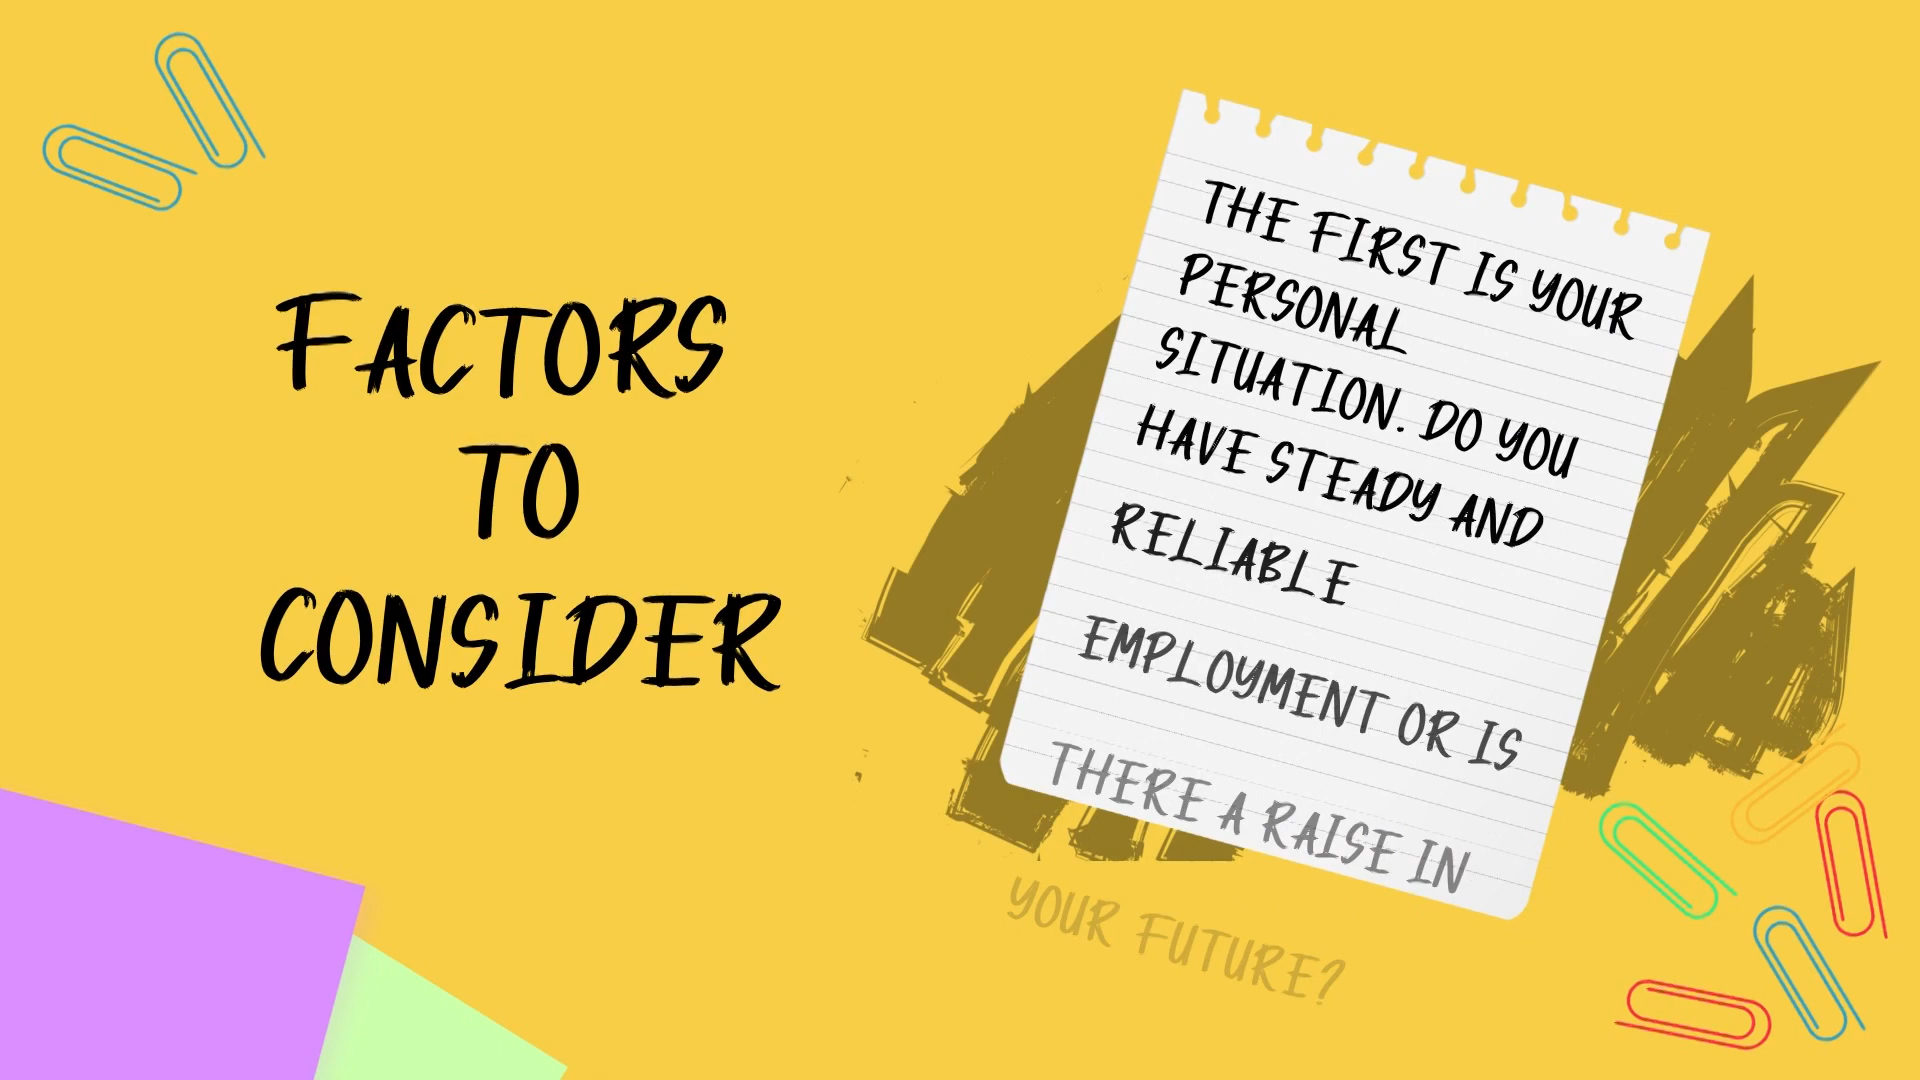 FACTORS
TO
CONSIDER
THE FIRST IS YOUR
PERSONAL
SITUATION. DO YOU
HAVE STEADY AND
RELIABLE
EMPLOYMENT OR IS
THERE A RAISE IN
YOUR FUTURE?